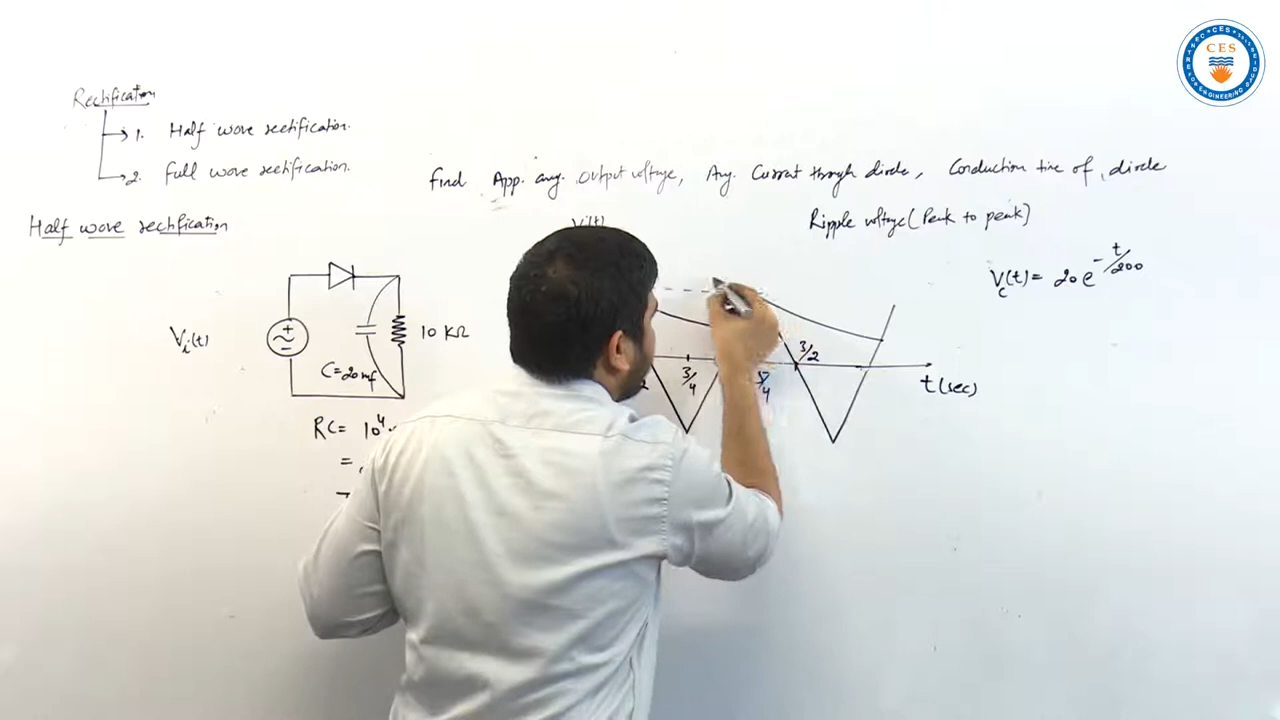 Rectification
1. Half wave rectification.
2. Full wave rectification.
Half wave rectification
find App. avg. output voltage, Avg. Current through diode, Conduction time of diode
Ripple voltage (Peak to peak)
Vi(t)
Vc(t) = 20 e^-t/200
Vi(t)
+
−
C=20mf
10 KΩ
RC= 10⁴
=
3/4
5/4
3/2
t(sec)
CES